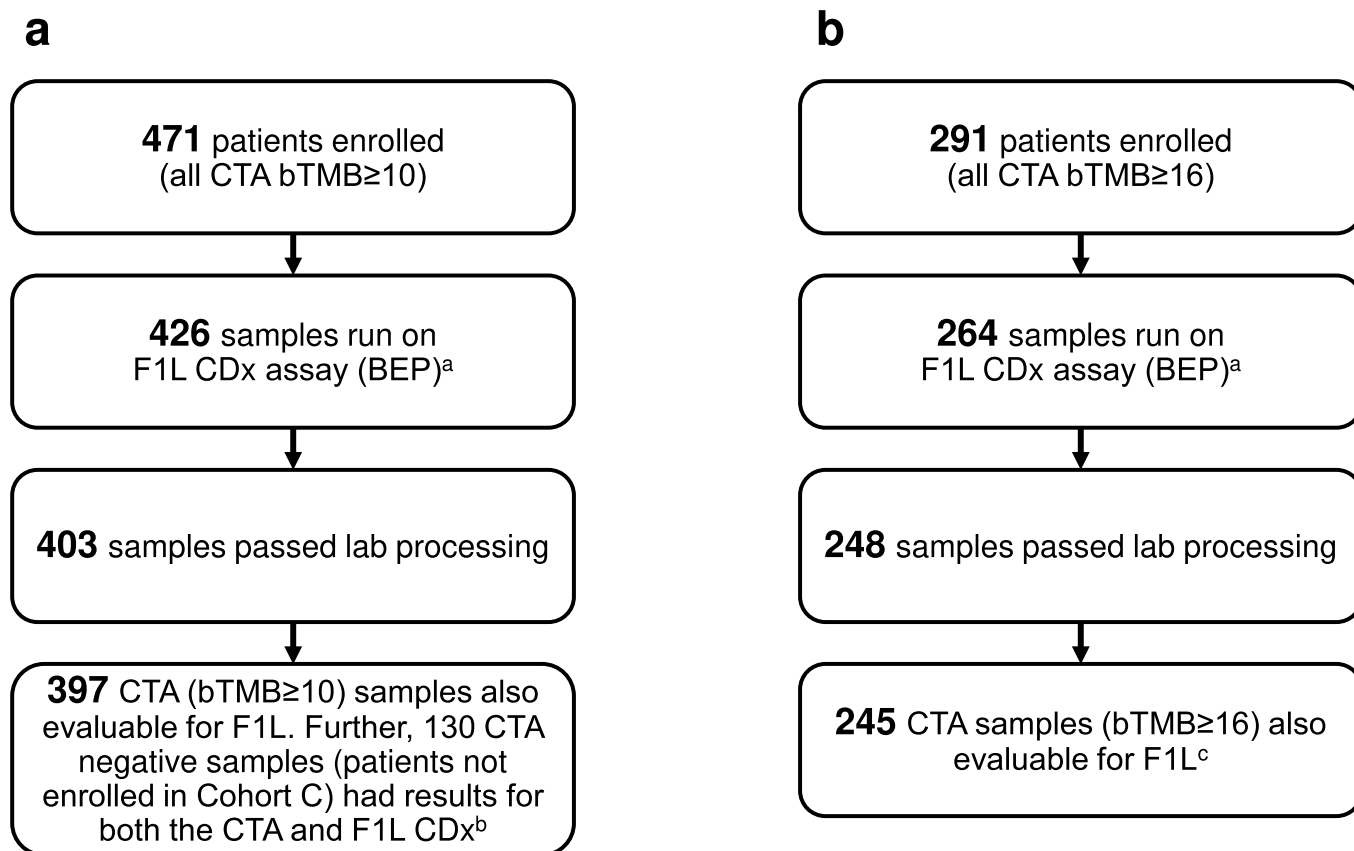 a
471 patients enrolled
(all CTA bTMB≥10)
426 samples run on
F1L CDx assay (BEP)ᵃ
403 samples passed lab processing
397 CTA (bTMB≥10) samples also
evaluable for F1L. Further, 130 CTA
negative samples (patients not
enrolled in Cohort C) had results for
both the CTA and F1L CDxᵇ
b
291 patients enrolled
(all CTA bTMB≥16)
264 samples run on
F1L CDx assay (BEP)ᵃ
248 samples passed lab processing
245 CTA samples (bTMB≥16) also
evaluable for F1Lᶜ